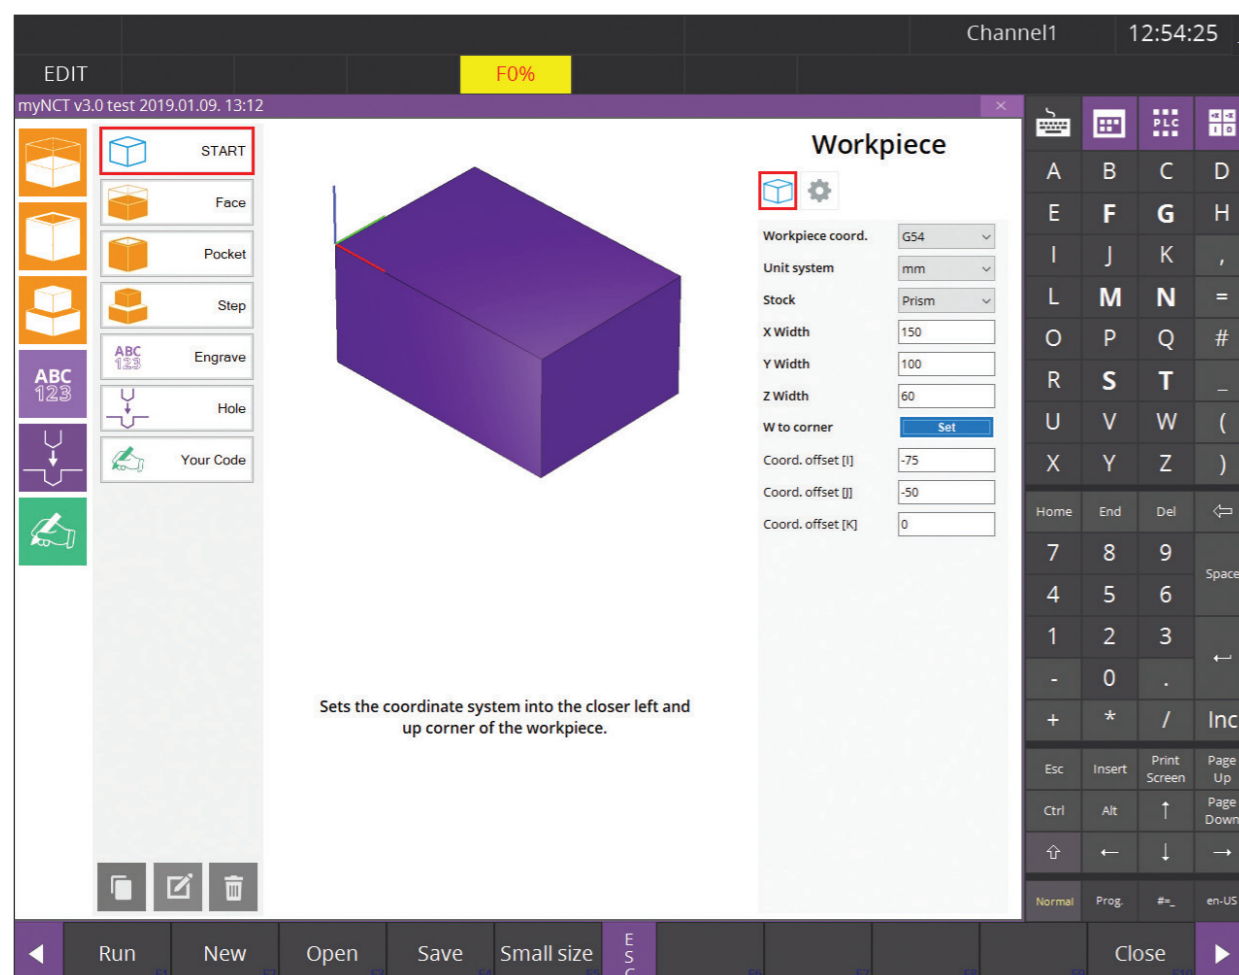 Channel1
12:54:25
EDIT
F0%
myNCT v3.0 test 2019.01.09. 13:12
START
Face
Pocket
Step
ABC
123
Engrave
Hole
Your Code
ABC
123
Workpiece
Workpiece coord. G54
Unit system mm
Stock Prism
X Width 150
Y Width 100
Z Width 60
W to corner Set
Coord. offset [I] -75
Coord. offset [J] -50
Coord. offset [K] 0
Sets the coordinate system into the closer left and
up corner of the workpiece.
PLC
A B C D
E F G H
I J K ,
L M N =
O P Q #
R S T _
U V W (
X Y Z )
Home End Del
7 8 9
Space
4 5 6
1 2 3
- 0 .
+ * / Inc
Esc Insert Print Screen Page Up
Ctrl Alt ↑ Page Down
⇧ ← ↓ →
Normal Prog. #=_ en-US
Run New Open Save Small size ESC Close